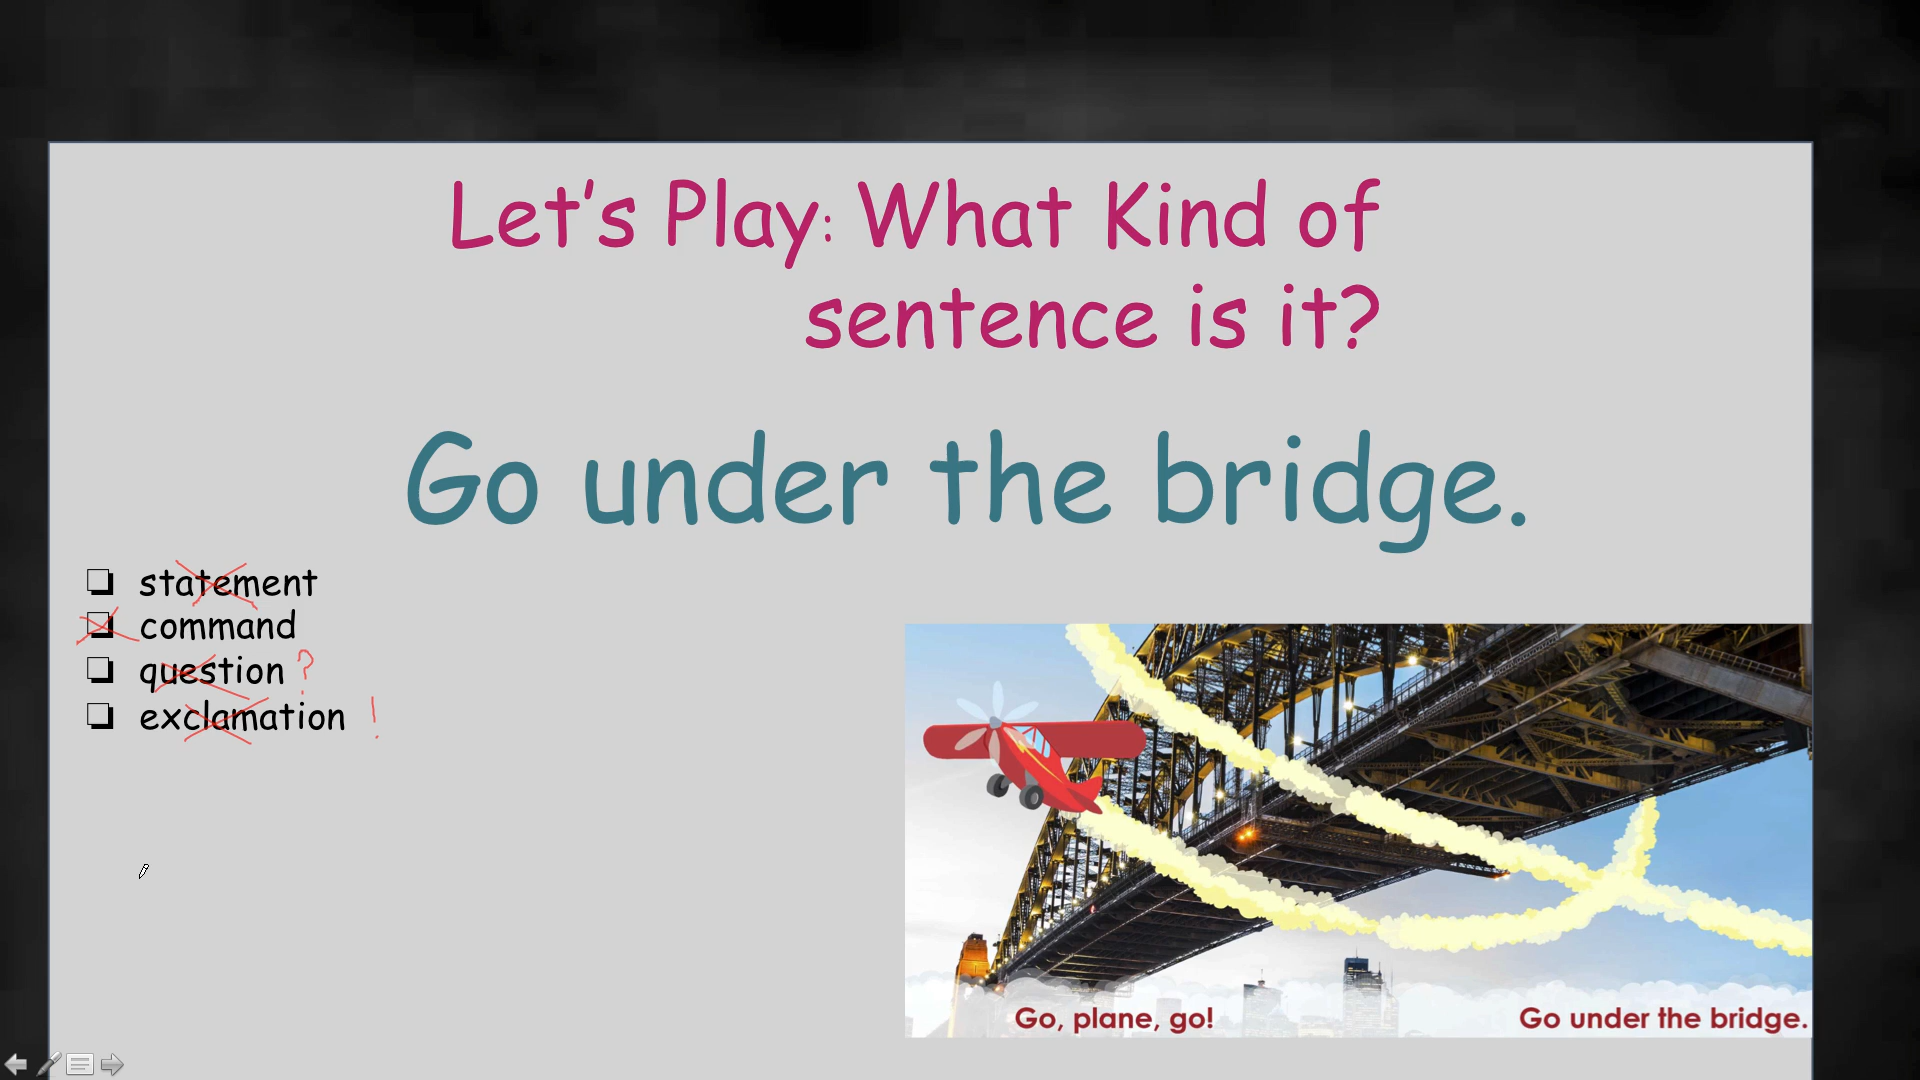 Let’s Play: What Kind of
sentence is it?
Go under the bridge.
❏ statement
❏ command
❏ question ?
❏ exclamation !
Go, plane, go!
Go under the bridge.